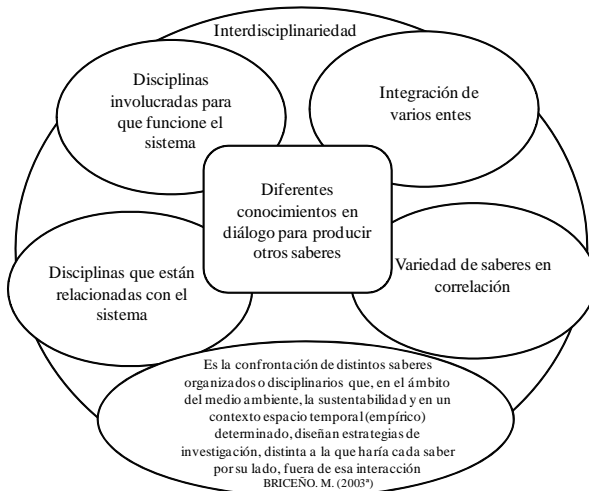 Interdisciplinariedad
Disciplinas
involucradas para
que funcione el
sistema
Integración de
varios entes
Diferentes
conocimientos en
diálogo para producir
otros saberes
Disciplinas que están
relacionadas con el
sistema
Variedad de saberes en
correlación
Es la confrontación de distintos saberes
organizados o disciplinarios que, en el ámbito
del medio ambiente, la sustentabilidad y en un
contexto espacio temporal (empírico)
determinado, diseñan estrategias de
investigación, distinta a la que haría cada saber
por su lado, fuera de esa interacción
BRICEÑO. M. (2003ª)